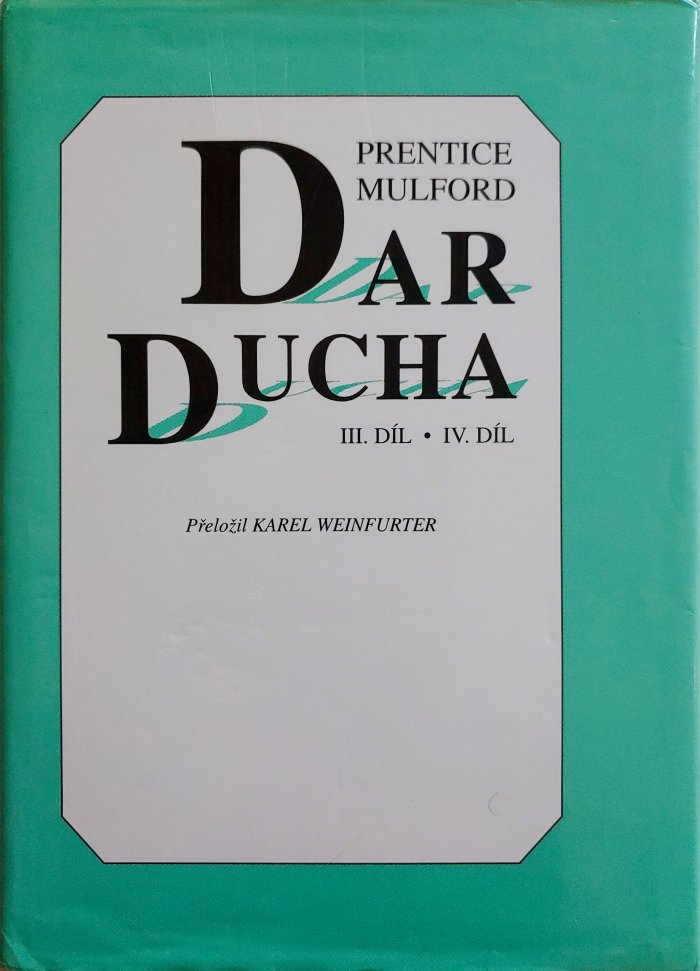 PRENTICE
MULFORD
DAR
DUCHA
III. DÍL • IV. DÍL
Přeložil KAREL WEINFURTER